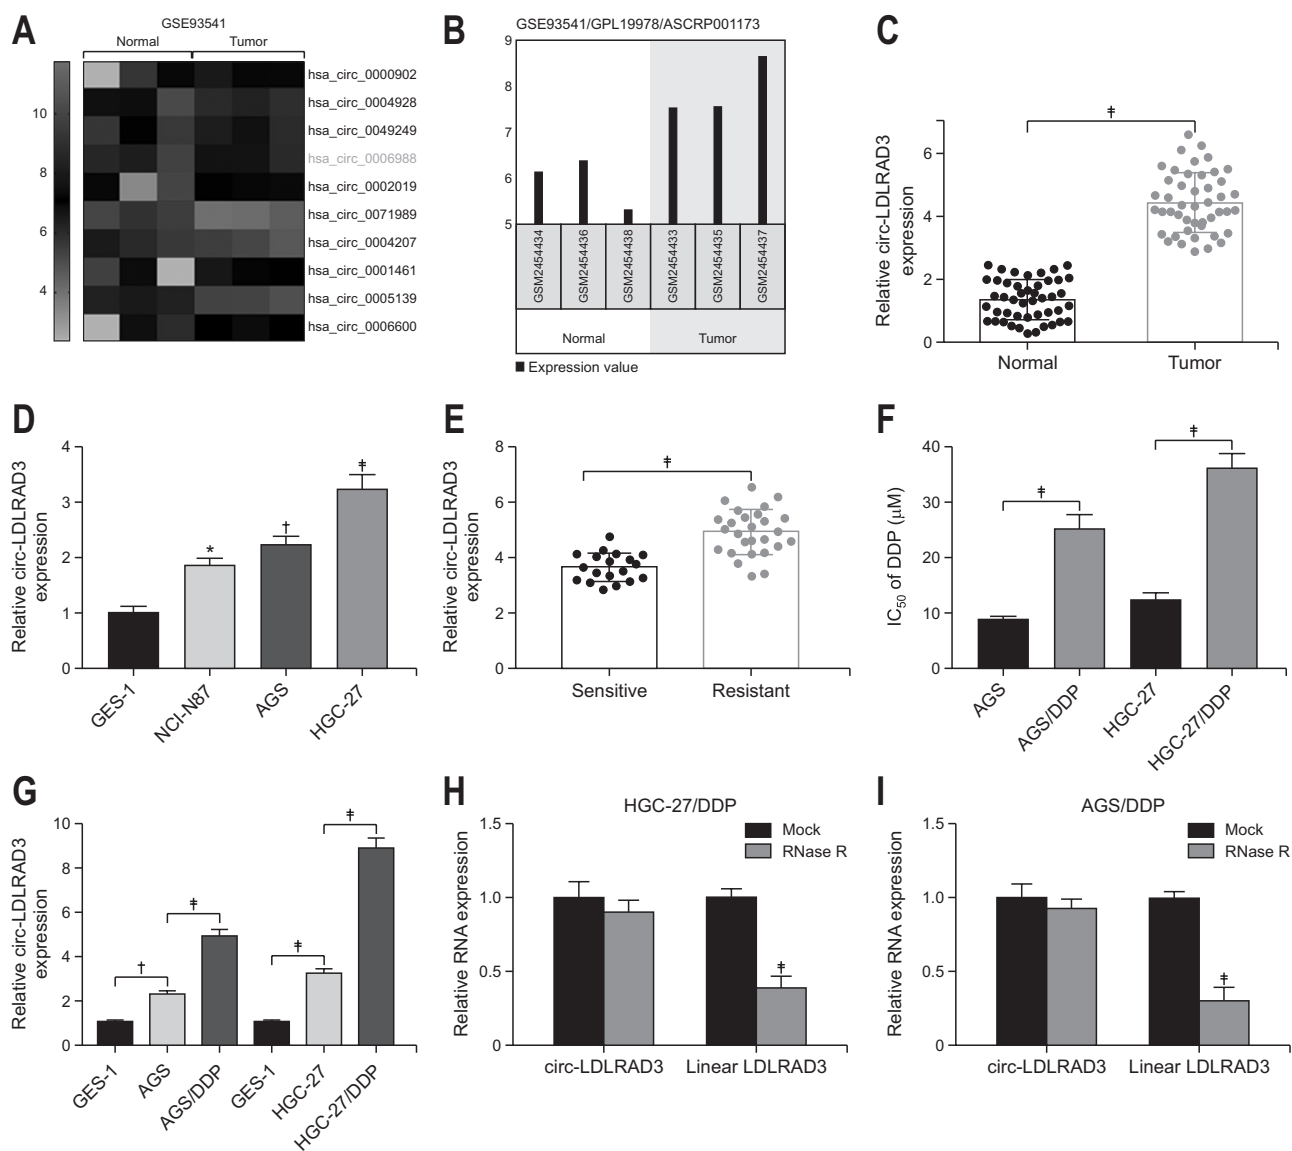 A
GSE93541
Normal
Tumor
10
8
6
4
hsa_circ_0000902
hsa_circ_0004928
hsa_circ_0049249
hsa_circ_0006988
hsa_circ_0002019
hsa_circ_0071989
hsa_circ_0004207
hsa_circ_0001461
hsa_circ_0005139
hsa_circ_0006600
B
GSE93541/GPL19978/ASCRP001173
9
8
7
6
5
GSM2454434
GSM2454436
GSM2454438
GSM2454433
GSM2454435
GSM2454437
Normal
Tumor
Expression value
C
Relative circ-LDLRAD3
expression
6
4
2
0
ǂ
Normal
Tumor
D
Relative circ-LDLRAD3
expression
4
3
2
1
0
*
†
ǂ
GES-1
NCI-N87
AGS
HGC-27
E
Relative circ-LDLRAD3
expression
8
6
4
2
0
ǂ
Sensitive
Resistant
F
IC50 of DDP (μM)
40
30
20
10
0
ǂ
ǂ
AGS
AGS/DDP
HGC-27
HGC-27/DDP
G
Relative circ-LDLRAD3
expression
10
8
6
4
2
0
†
ǂ
ǂ
ǂ
GES-1
AGS
AGS/DDP
GES-1
HGC-27
HGC-27/DDP
H
HGC-27/DDP
Relative RNA expression
1.5
1.0
0.5
0
Mock
RNase R
ǂ
circ-LDLRAD3
Linear LDLRAD3
I
AGS/DDP
Relative RNA expression
1.5
1.0
0.5
0
Mock
RNase R
ǂ
circ-LDLRAD3
Linear LDLRAD3